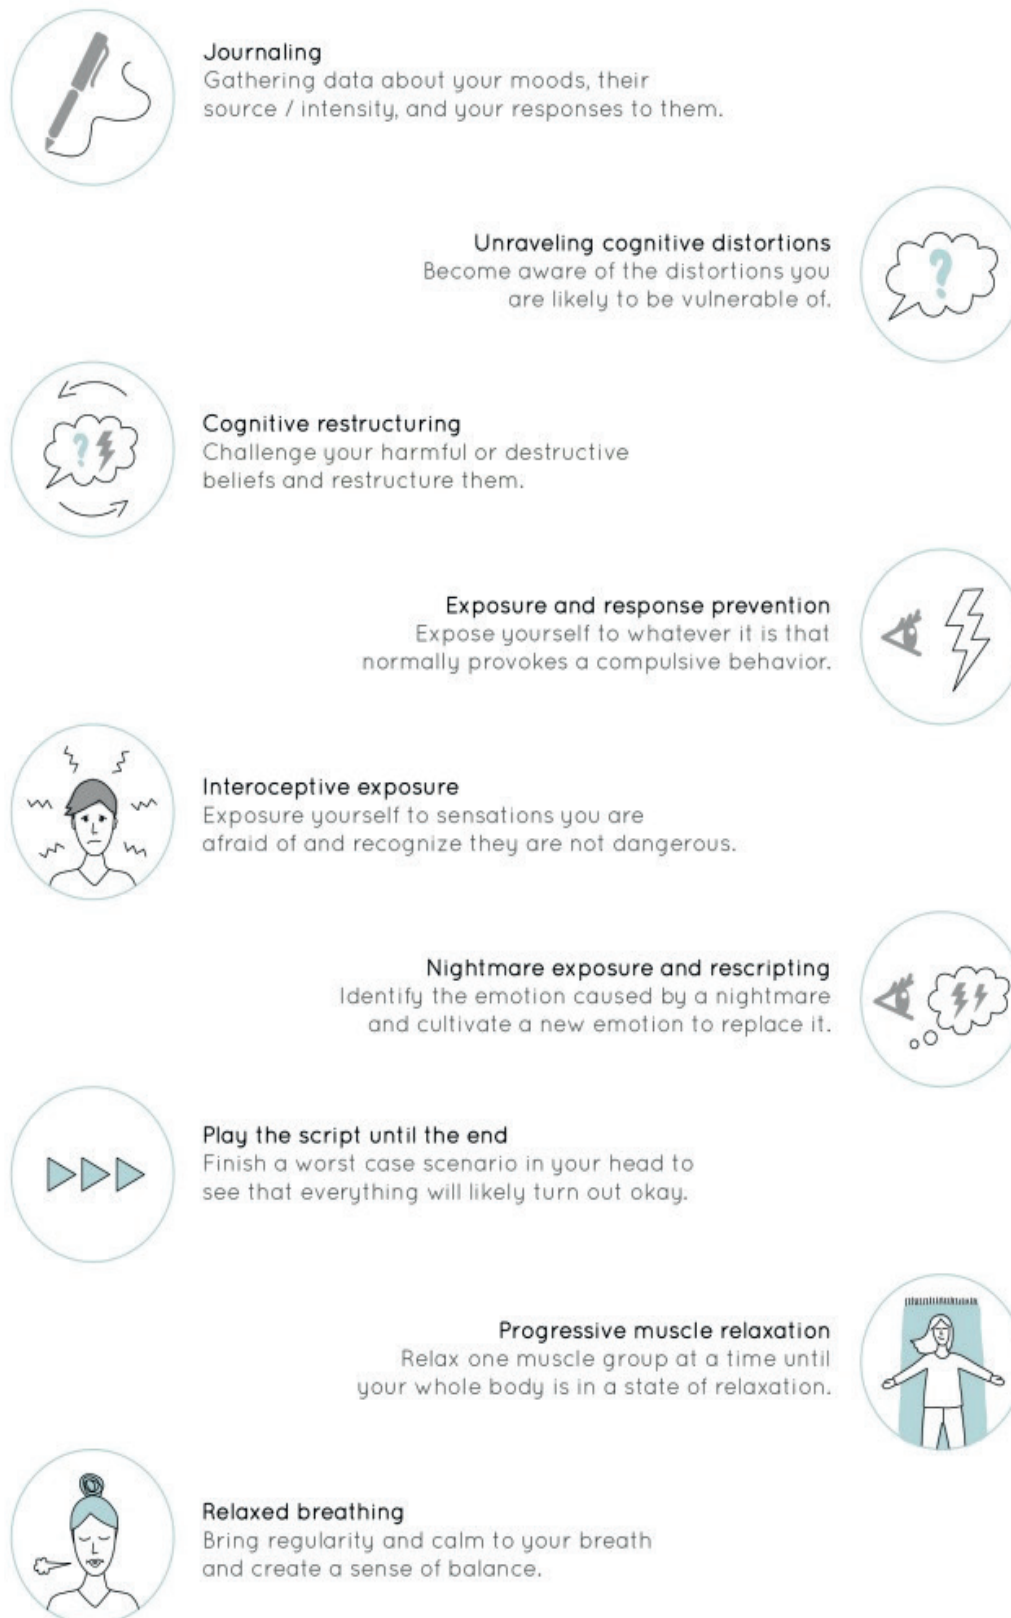 Journaling
Gathering data about your moods, their
source / intensity, and your responses to them.
Unraveling cognitive distortions
Become aware of the distortions you
are likely to be vulnerable of.
Cognitive restructuring
Challenge your harmful or destructive
beliefs and restructure them.
Exposure and response prevention
Expose yourself to whatever it is that
normally provokes a compulsive behavior.
Interoceptive exposure
Exposure yourself to sensations you are
afraid of and recognize they are not dangerous.
Nightmare exposure and rescripting
Identify the emotion caused by a nightmare
and cultivate a new emotion to replace it.
Play the script until the end
Finish a worst case scenario in your head to
see that everything will likely turn out okay.
Progressive muscle relaxation
Relax one muscle group at a time until
your whole body is in a state of relaxation.
Relaxed breathing
Bring regularity and calm to your breath
and create a sense of balance.